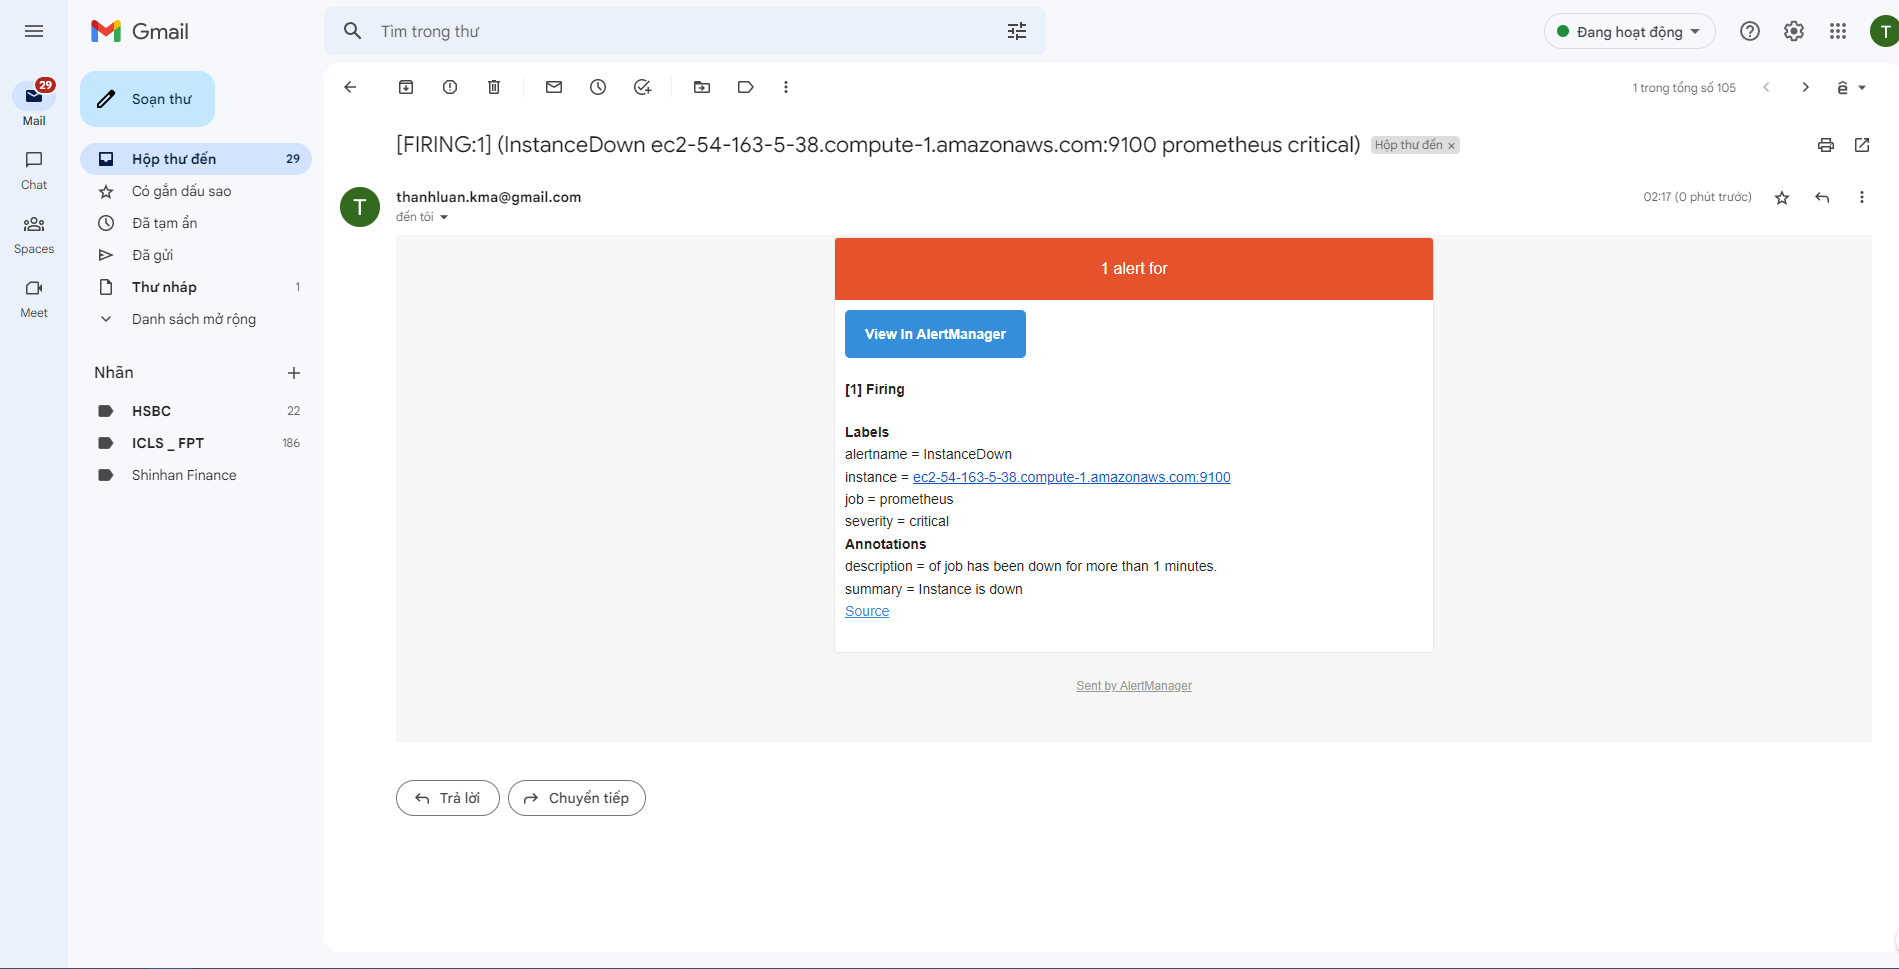 Gmail
Tìm trong thư
Đang hoạt động
T
29
Mail
Chat
Spaces
Meet
Soạn thư
Hộp thư đến 29
Có gắn dấu sao
Đã tạm ẩn
Đã gửi
Thư nháp 1
Danh sách mở rộng
Nhãn
HSBC 22
ICLS _ FPT 186
Shinhan Finance
1 trong tổng số 105
ê
[FIRING:1] (InstanceDown ec2-54-163-5-38.compute-1.amazonaws.com:9100 prometheus critical) Hộp thư đến ×
T
thanhluan.kma@gmail.com
02:17 (0 phút trước)
đến tôi
1 alert for
View In AlertManager
[1] Firing
Labels
alertname = InstanceDown
instance = ec2-54-163-5-38.compute-1.amazonaws.com:9100
job = prometheus
severity = critical
Annotations
description = of job has been down for more than 1 minutes.
summary = Instance is down
Source
Sent by AlertManager
Trả lời
Chuyển tiếp